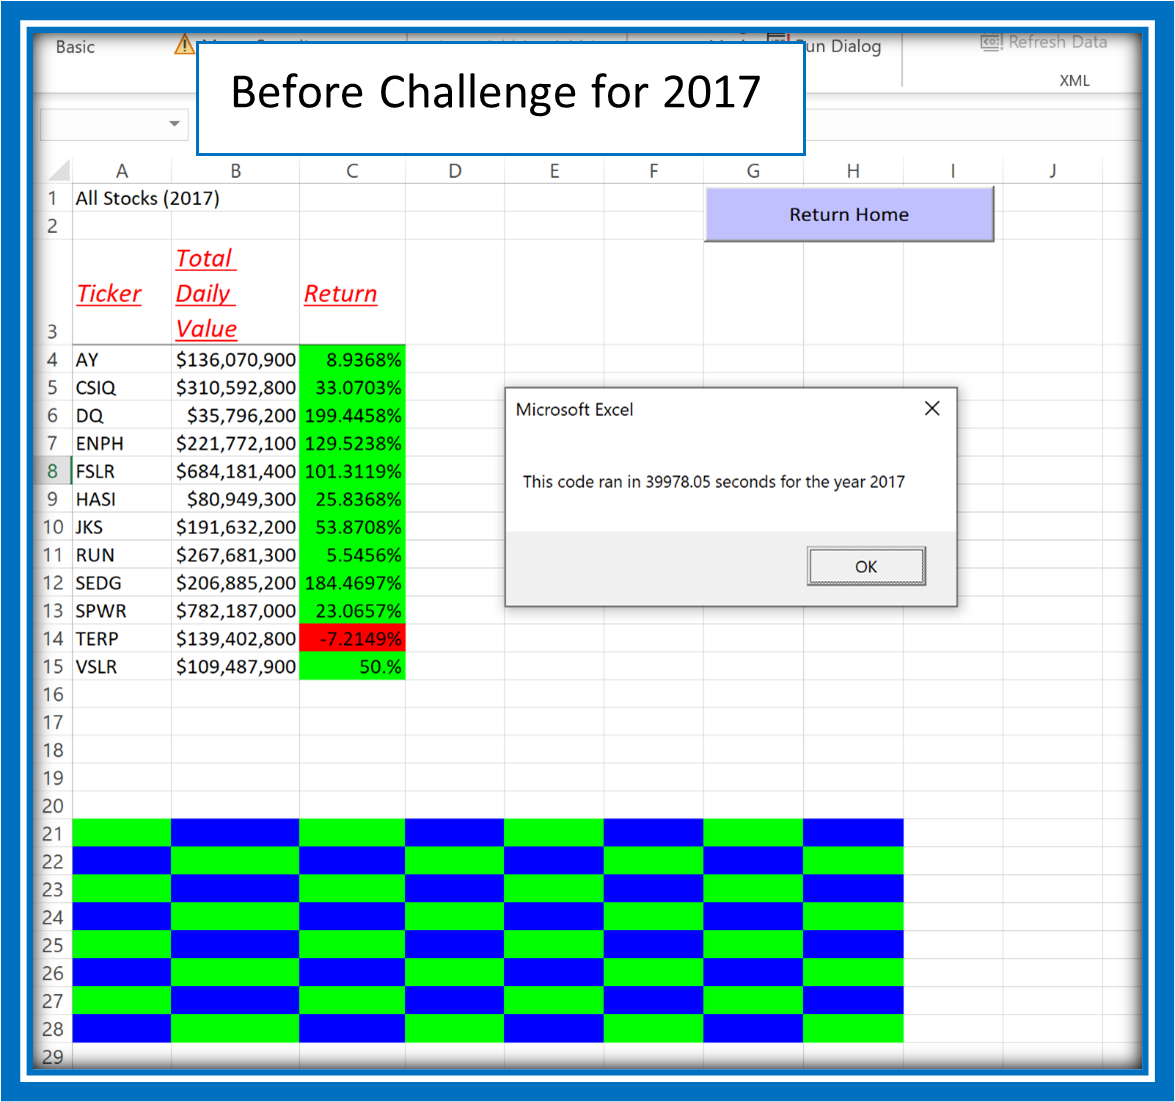 Basic
Run Dialog
Refresh Data
XML
Before Challenge for 2017
A B C D E F G H I J
1 All Stocks (2017)
Return Home
2
Total
Ticker Daily Return
3 Value
4 AY $136,070,900 8.9368%
5 CSIQ $310,592,800 33.0703%
6 DQ $35,796,200 199.4458%
7 ENPH $221,772,100 129.5238%
8 FSLR $684,181,400 101.3119%
9 HASI $80,949,300 25.8368%
10 JKS $191,632,200 53.8708%
11 RUN $267,681,300 5.5456%
12 SEDG $206,885,200 184.4697%
13 SPWR $782,187,000 23.0657%
14 TERP $139,402,800 -7.2149%
15 VSLR $109,487,900 50.%
Microsoft Excel
This code ran in 39978.05 seconds for the year 2017
OK
16
17
18
19
20
21
22
23
24
25
26
27
28
29